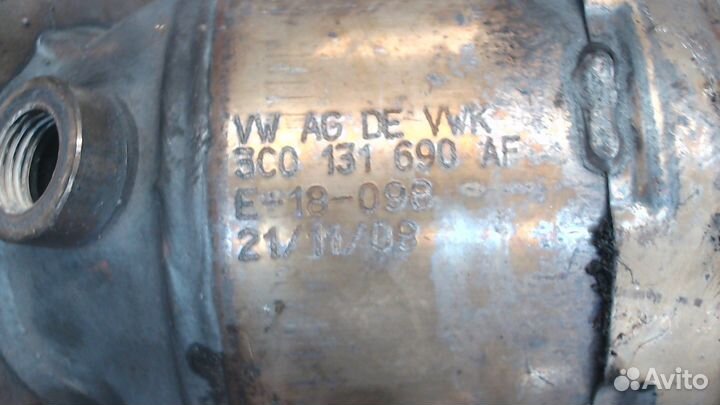 VW AG DE VWK
3C0 131 690 AF
E-18-098
21/11/08
Avito